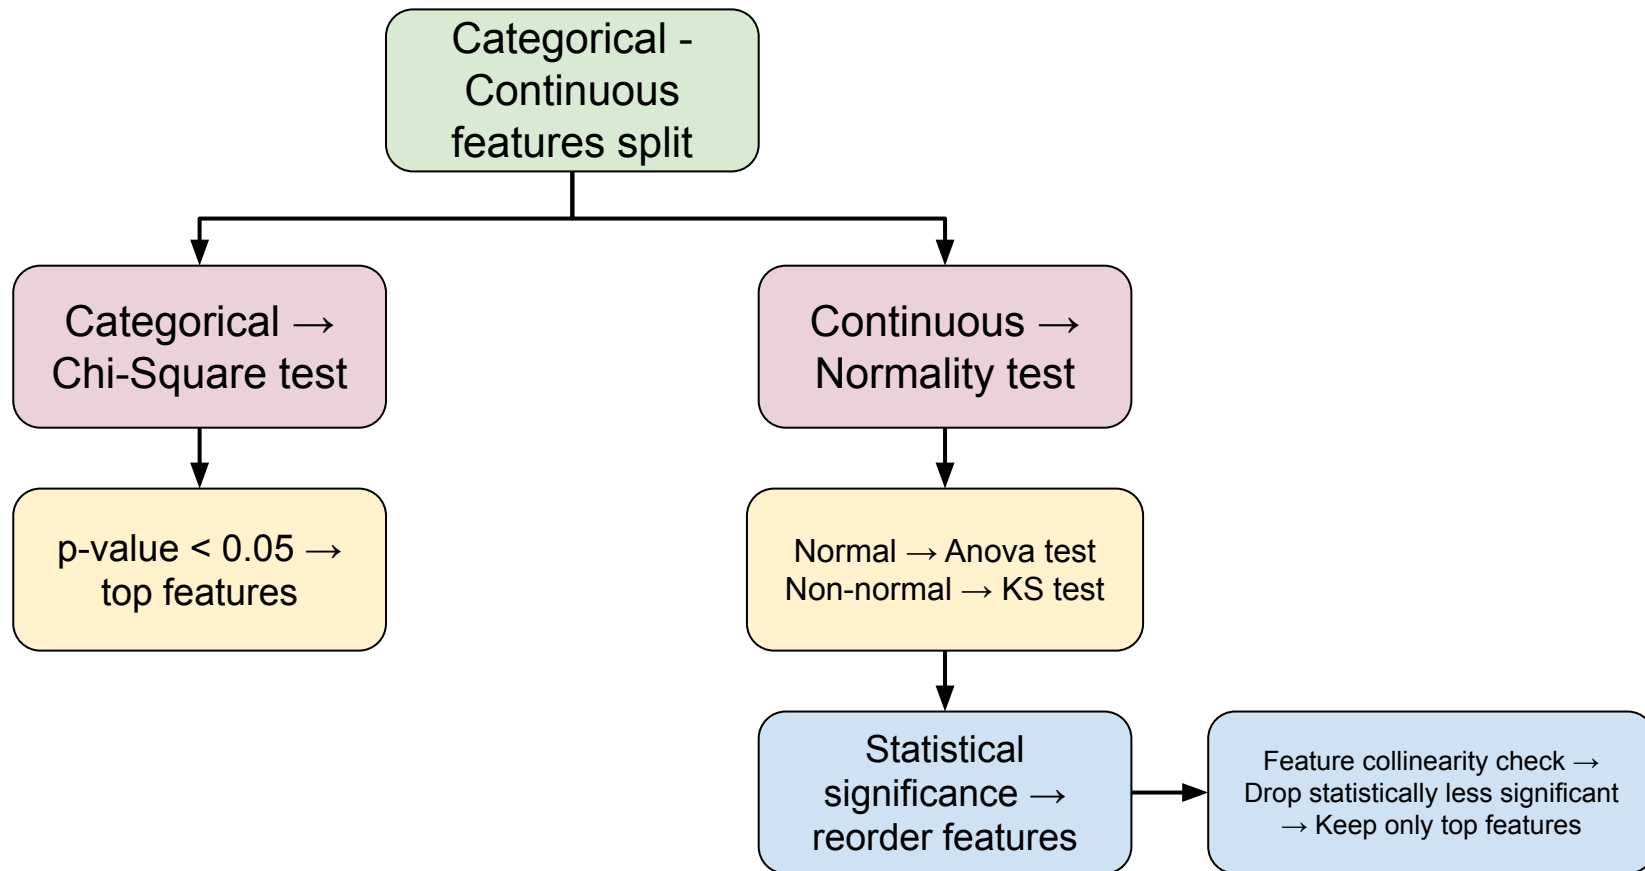 Categorical -
Continuous
features split
Categorical →
Chi-Square test
Continuous →
Normality test
p-value < 0.05 →
top features
Normal → Anova test
Non-normal → KS test
Statistical
significance →
reorder features
Feature collinearity check →
Drop statistically less significant
→ Keep only top features